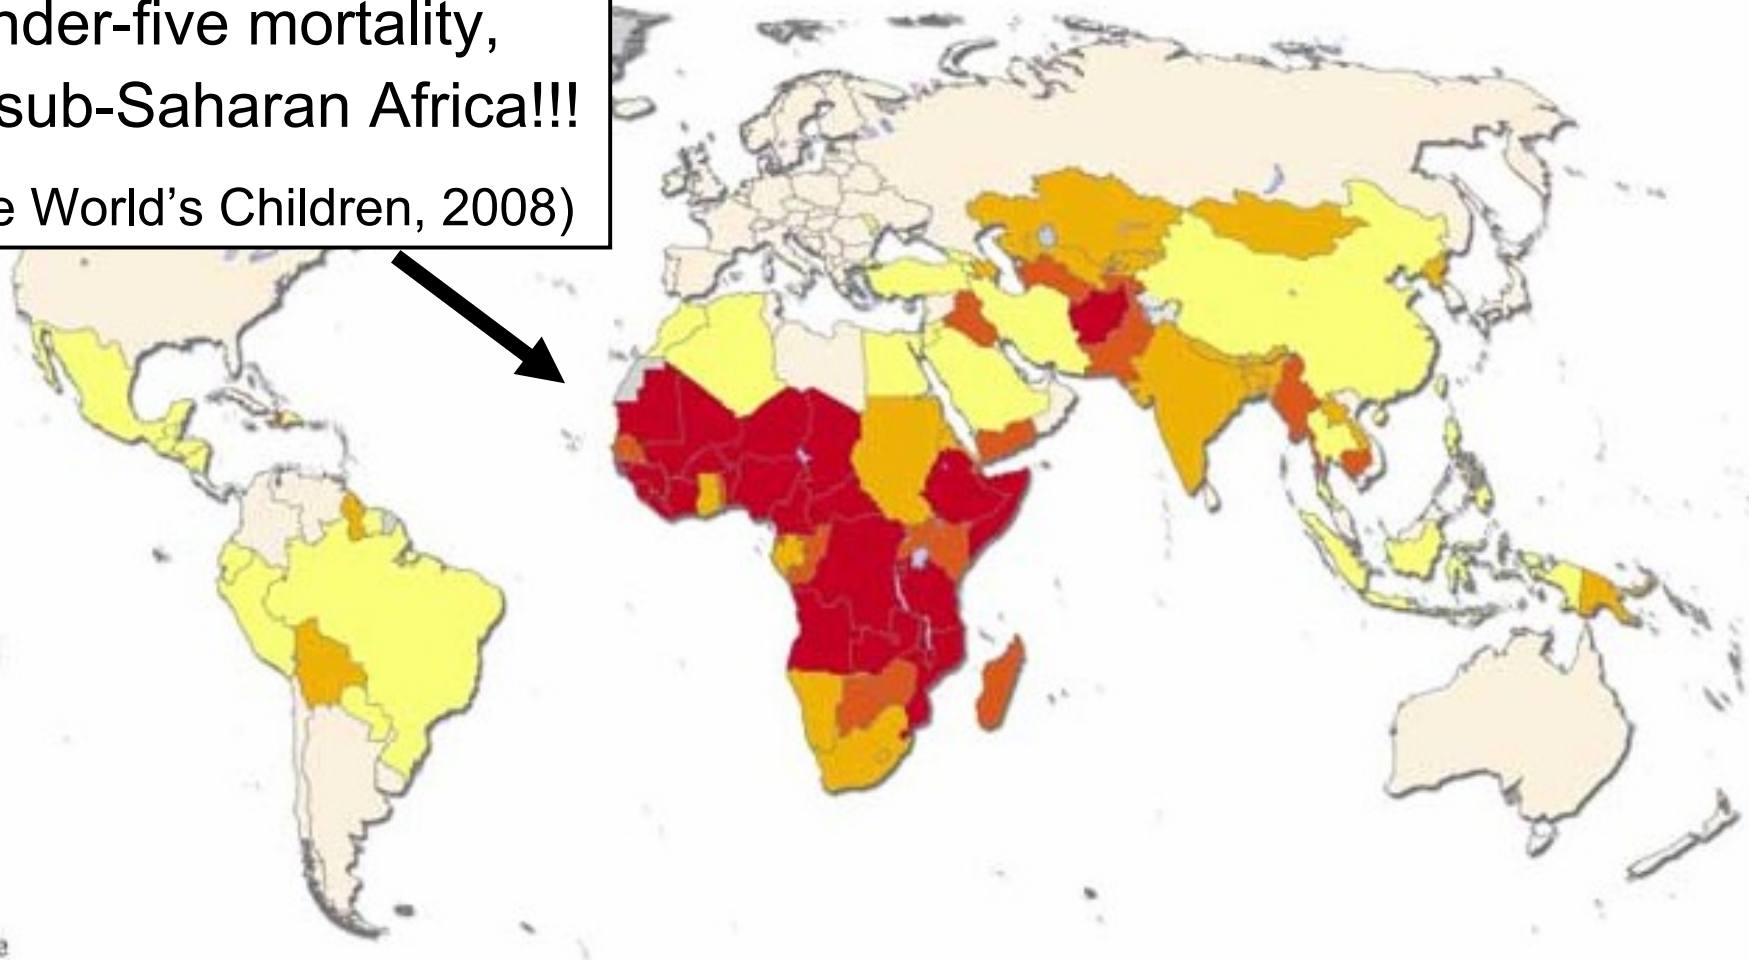 nder-five mortality,
sub-Saharan Africa!!!
e World's Children, 2008)
e